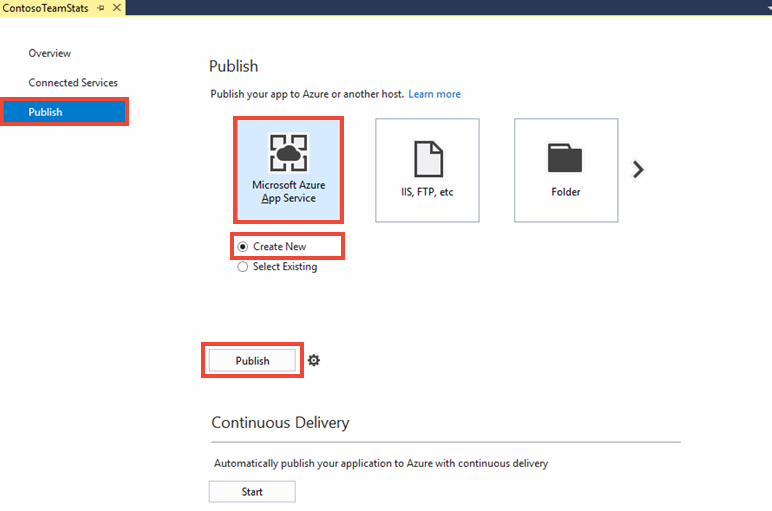 ContosoTeamStats
Overview
Connected Services
Publish
Publish
Publish your app to Azure or another host. Learn more
Microsoft Azure
App Service
IIS, FTP, etc
Folder
Create New
Select Existing
Publish
Continuous Delivery
Automatically publish your application to Azure with continuous delivery
Start